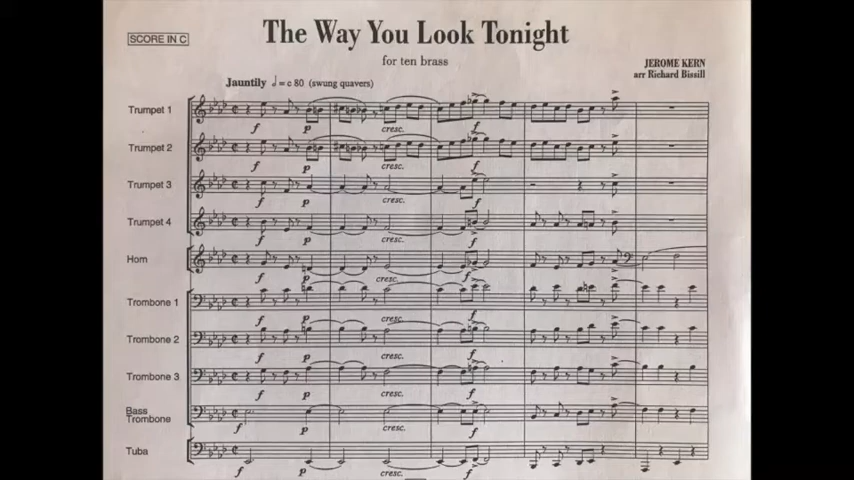 The Way You Look Tonight
SCORE IN C
for ten brass
JEROME KERN
arr Richard Bissill
Jauntily = c 80 (swung quavers)
Trumpet 1
f p cresc. f
Trumpet 2
f p cresc. f
Trumpet 3
f p cresc. f
Trumpet 4
f p cresc. f
Horn
f p cresc. f
Trombone 1
f p cresc. f
Trombone 2
f p cresc. f
Trombone 3
f p cresc. f
Bass
Trombone
f p cresc. f
Tuba
f p cresc. f